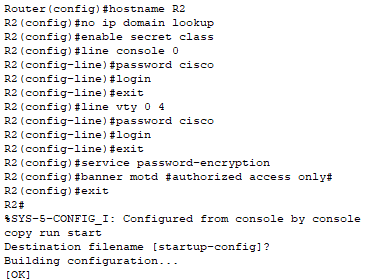 Router(config)#hostname R2
R2(config)#no ip domain lookup
R2(config)#enable secret class
R2(config)#line console 0
R2(config-line)#password cisco
R2(config-line)#login
R2(config-line)#exit
R2(config)#line vty 0 4
R2(config-line)#password cisco
R2(config-line)#login
R2(config-line)#exit
R2(config)#service password-encryption
R2(config)#banner motd #authorized access only#
R2(config)#exit
R2#
%SYS-5-CONFIG_I: Configured from console by console
copy run start
Destination filename [startup-config]?
Building configuration...
[OK]